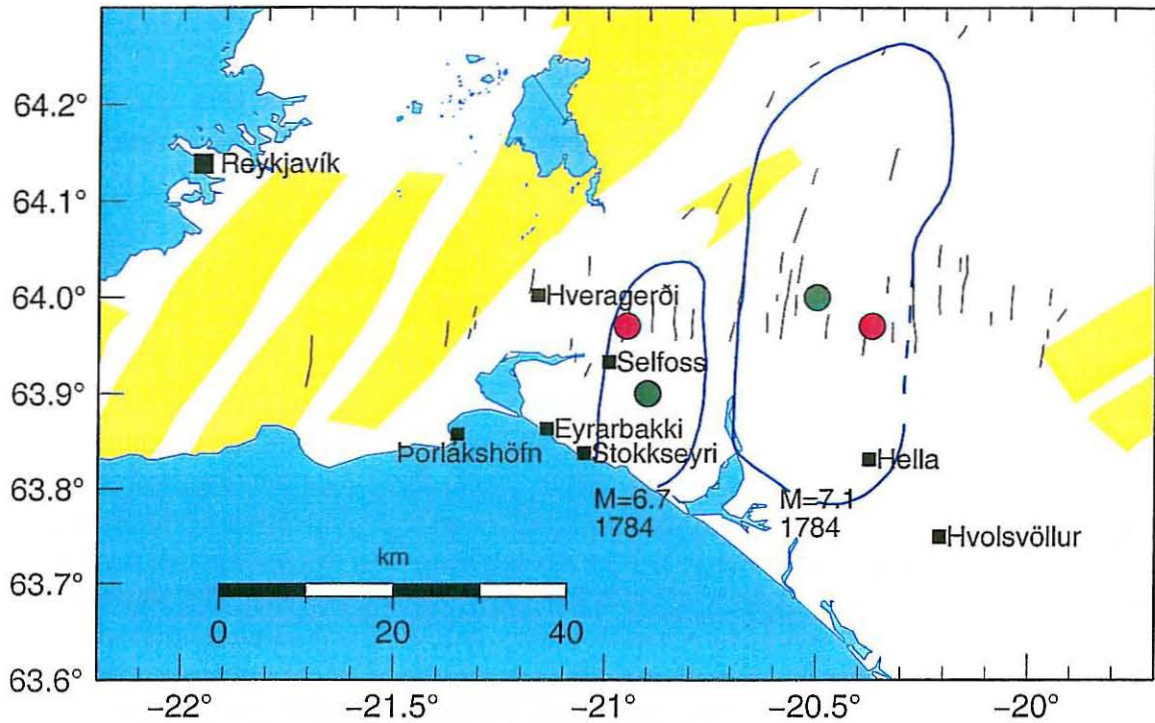 64.2°
Reykjavík
64.1°
64.0°
Hveragerði
Selfoss
63.9°
Eyrarbakki
Þorlákshöfn
Stokkseyri
Hella
63.8°
M=6.7
1784
M=7.1
1784
Hvolsvöllur
km
63.7°
0
20
40
63.6°
−22°
−21.5°
−21°
−20.5°
−20°